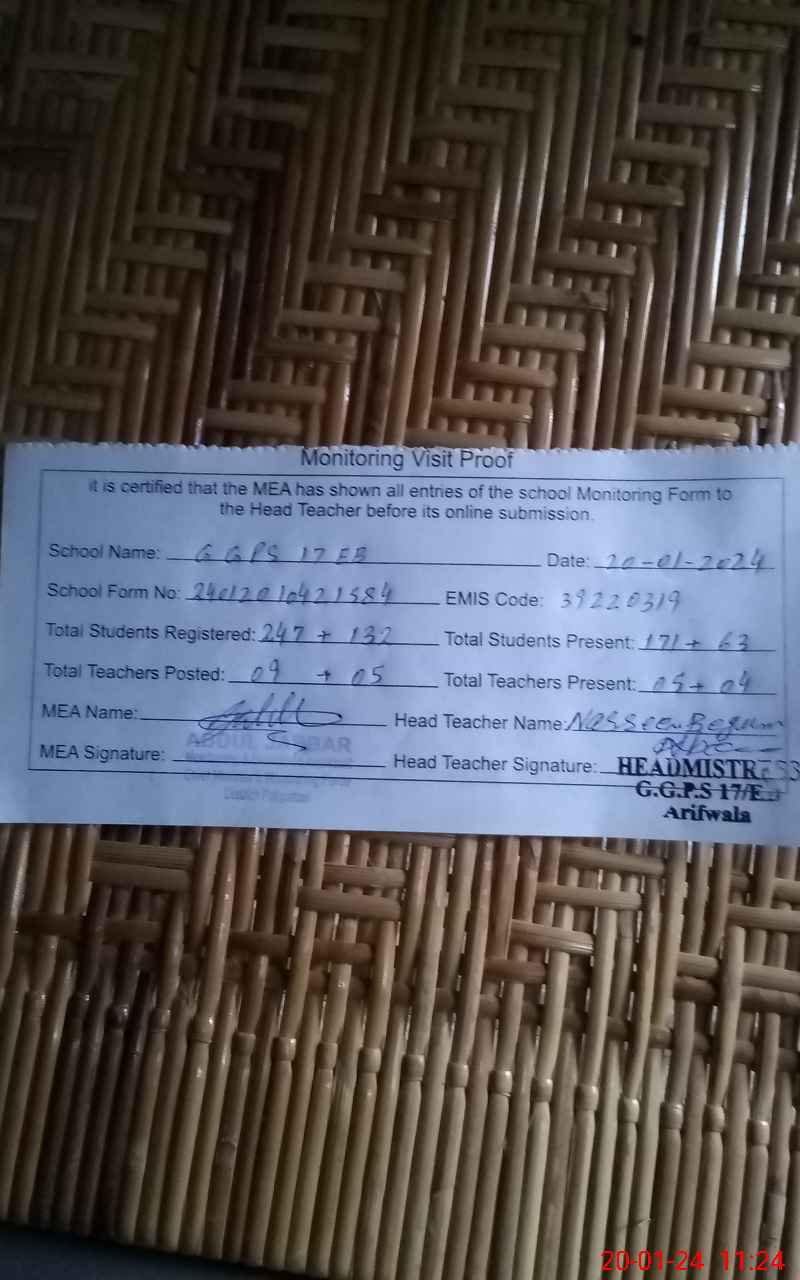 Monitoring Visit Proof
it is certified that the MEA has shown all entries of the school Monitoring Form to
the Head Teacher before its online submission.
School Name: G GPS 17 EB Date: 20-01-2024
School Form No: 24012010421584 EMIS Code: 39220319
Total Students Registered: 247 + 132 Total Students Present: 171 + 63
Total Teachers Posted: 09 + 05 Total Teachers Present: 05 + 04
MEA Name: Head Teacher Name: Nasseen Begum
ABDUL JABBAR
MEA Signature: Head Teacher Signature: HEADMISTRESS
G.G.P.S 17/E
Arifwala
20-01-24 11:24